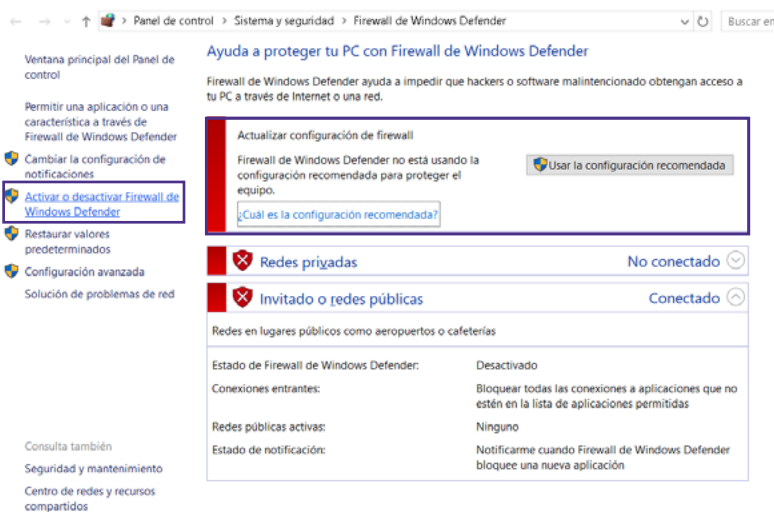 Panel de control > Sistema y seguridad > Firewall de Windows Defender
Buscar en
Ventana principal del Panel de
control
Permitir una aplicación o una
característica a través de
Firewall de Windows Defender
Cambiar la configuración de
notificaciones
Activar o desactivar Firewall de
Windows Defender
Restaurar valores
predeterminados
Configuración avanzada
Solución de problemas de red
Consulta también
Seguridad y mantenimiento
Centro de redes y recursos
compartidos
Ayuda a proteger tu PC con Firewall de Windows Defender
Firewall de Windows Defender ayuda a impedir que hackers o software malintencionado obtengan acceso a
tu PC a través de Internet o una red.
Actualizar configuración de firewall
Firewall de Windows Defender no está usando la
configuración recomendada para proteger el
equipo.
Usar la configuración recomendada
¿Cuál es la configuración recomendada?
Redes privadas No conectado
Invitado o redes públicas Conectado
Redes en lugares públicos como aeropuertos o cafeterías
Estado de Firewall de Windows Defender: Desactivado
Conexiones entrantes: Bloquear todas las conexiones a aplicaciones que no
estén en la lista de aplicaciones permitidas
Redes públicas activas: Ninguno
Estado de notificación: Notificarme cuando Firewall de Windows Defender
bloquee una nueva aplicación